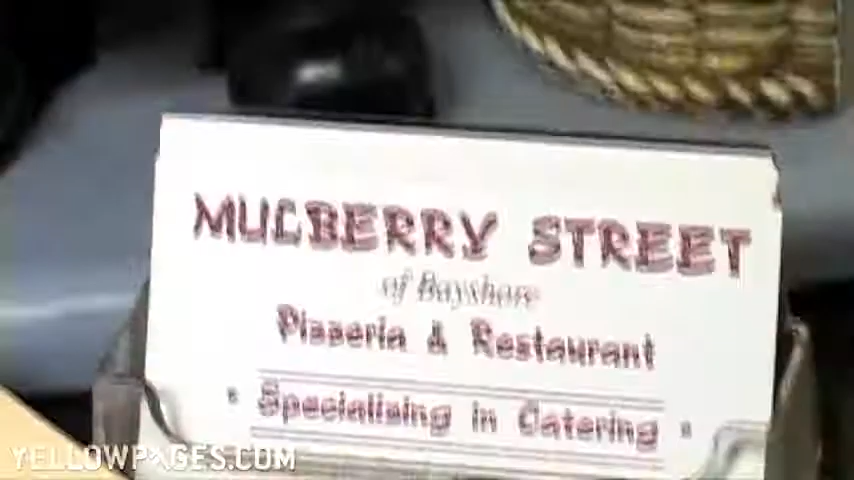 MULBERRY STREET
of Bayshore
Pizzeria & Restaurant
• Specializing in Catering •
YELLOWPAGES.COM